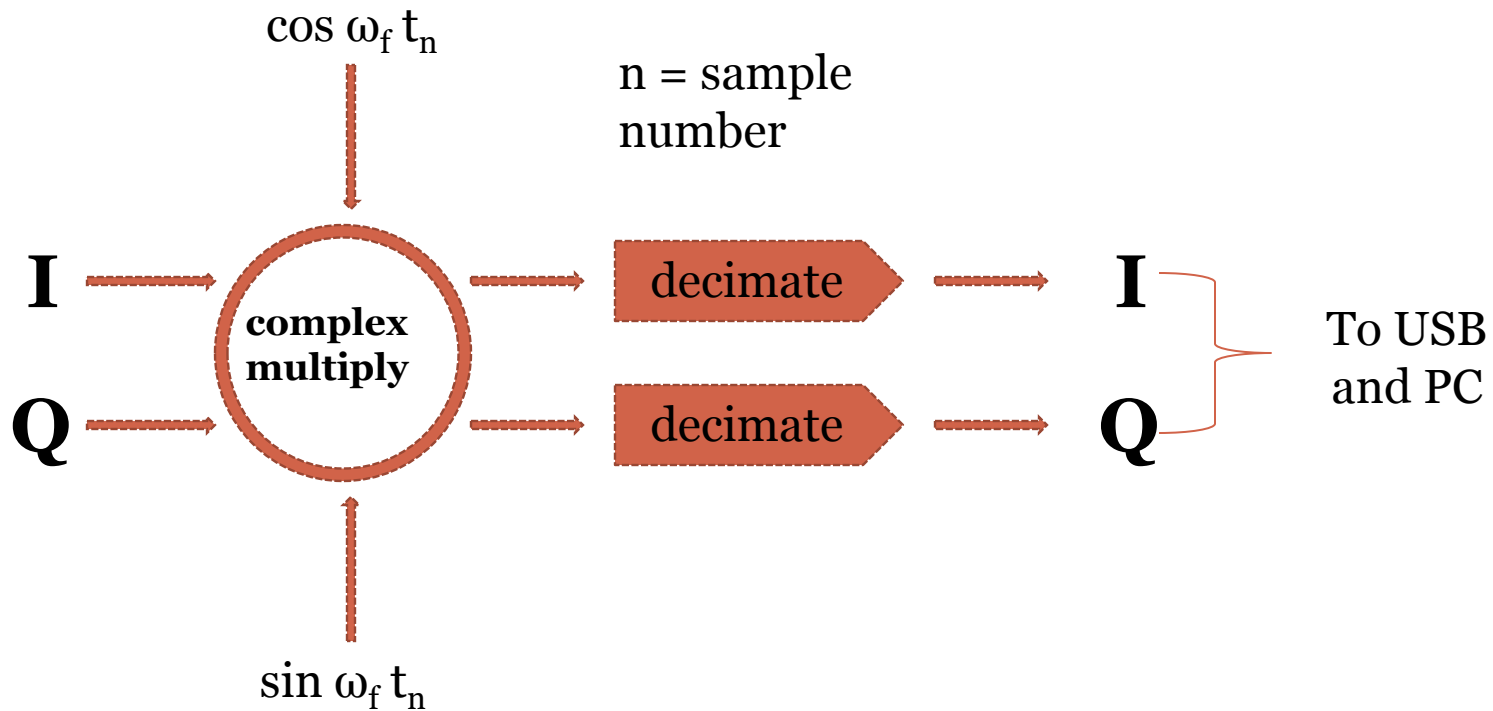 cos ω_f t_n
n = sample
number
I
decimate
I
complex
multiply
To USB
and PC
Q
decimate
Q
sin ω_f t_n